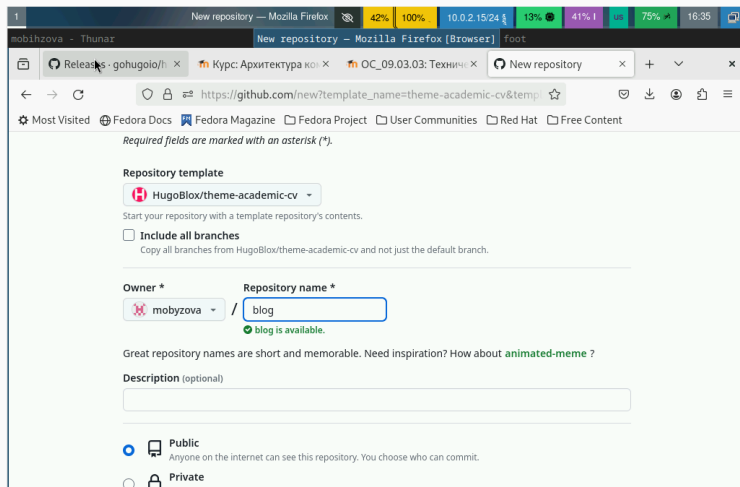 1 New repository — Mozilla Firefox 42% 100% 10.0.2.15/24 13% 41% us 75% 16:35
mobihzova - Thunar New repository — Mozilla Firefox [Browser] foot
Releases · gohugoio/h Курс: Архитектура ко ОС_09.03.03: Техниче New repository
https://github.com/new?template_name=theme-academic-cv&templ
Most Visited Fedora Docs Fedora Magazine Fedora Project User Communities Red Hat Free Content
Required fields are marked with an asterisk (*).
Repository template
HugoBlox/theme-academic-cv
Start your repository with a template repository's contents.
Include all branches
Copy all branches from HugoBlox/theme-academic-cv and not just the default branch.
Owner * Repository name *
mobyzova / blog
blog is available.
Great repository names are short and memorable. Need inspiration? How about animated-meme ?
Description (optional)
Public
Anyone on the internet can see this repository. You choose who can commit.
Private